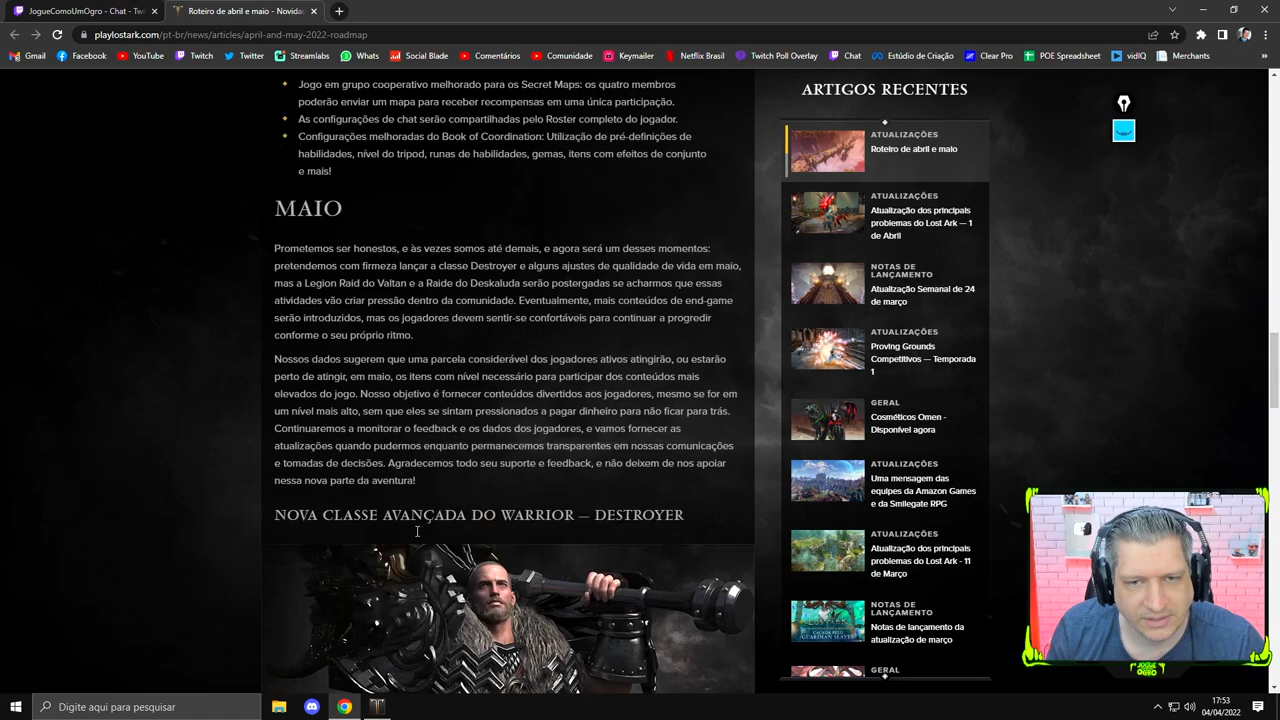 JogueComoUmOgro - Chat - Tw
Roteiro de abril e maio
playlostark.com/pt-br/news/articles/april-and-may-2022-roadmap
Gmail
Facebook
YouTube
Twitch
Twitter
Streamlabs
Whats
Social Blade
Comentários
Comunidade
Keymailer
Netflix Brasil
Twitch Poll Overlay
Chat
Estúdio de Criação
Clear Pro
POE Spreadsheet
vidIQ
Merchants
Jogo em grupo cooperativo melhorado para os Secret Maps: os quatro membros
poderão enviar um mapa para receber recompensas em uma única participação.
As configurações de chat serão compartilhadas pelo Roster completo do jogador.
Configurações melhoradas do Book of Coordination: Utilização de pré-definições de
habilidades, nível do tripod, runas de habilidades, gemas, itens com efeitos de conjunto
e mais!
MAIO
Prometemos ser honestos, e às vezes somos até demais, e agora será um desses momentos:
pretendemos com firmeza lançar a classe Destroyer e alguns ajustes de qualidade de vida em maio,
mas a Legion Raid do Valtan e a Raide do Deskaluda serão postergadas se acharmos que essas
atividades vão criar pressão dentro da comunidade. Eventualmente, mais conteúdos de end-game
serão introduzidos, mas os jogadores devem sentir-se confortáveis para continuar a progredir
conforme o seu próprio ritmo.
Nossos dados sugerem que uma parcela considerável dos jogadores ativos atingirão, ou estarão
perto de atingir, em maio, os itens com nível necessário para participar dos conteúdos mais
elevados do jogo. Nosso objetivo é fornecer conteúdos divertidos aos jogadores, mesmo se for em
um nível mais alto, sem que eles se sintam pressionados a pagar dinheiro para não ficar para trás.
Continuaremos a monitorar o feedback e os dados dos jogadores, e vamos fornecer as
atualizações quando pudermos enquanto permanecemos transparentes em nossas comunicações
e tomadas de decisões. Agradecemos todo seu suporte e feedback, e não deixem de nos apoiar
nessa nova parte da aventura!
NOVA CLASSE AVANÇADA DO WARRIOR — DESTROYER
ARTIGOS RECENTES
ATUALIZAÇÕES
Roteiro de abril e maio
ATUALIZAÇÕES
Atualização dos principais
problemas do Lost Ark — 1
de Abril
NOTAS DE
LANÇAMENTO
Atualização Semanal de 24
de março
ATUALIZAÇÕES
Proving Grounds
Competitivos — Temporada
1
GERAL
Cosméticos Omen -
Disponível agora
ATUALIZAÇÕES
Uma mensagem das
equipes da Amazon Games
e da Smilegate RPG
ATUALIZAÇÕES
Atualização dos principais
problemas do Lost Ark - 11
de Março
NOTAS DE
LANÇAMENTO
Notas de lançamento da
atualização de março
GERAL
JOGUE
OGRO
Digite aqui para pesquisar
17:53
04/04/2022